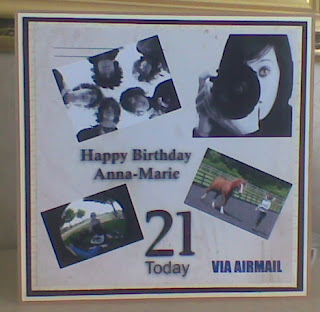 Happy Birthday
Anna-Marie
21
Today
VIA AIRMAIL